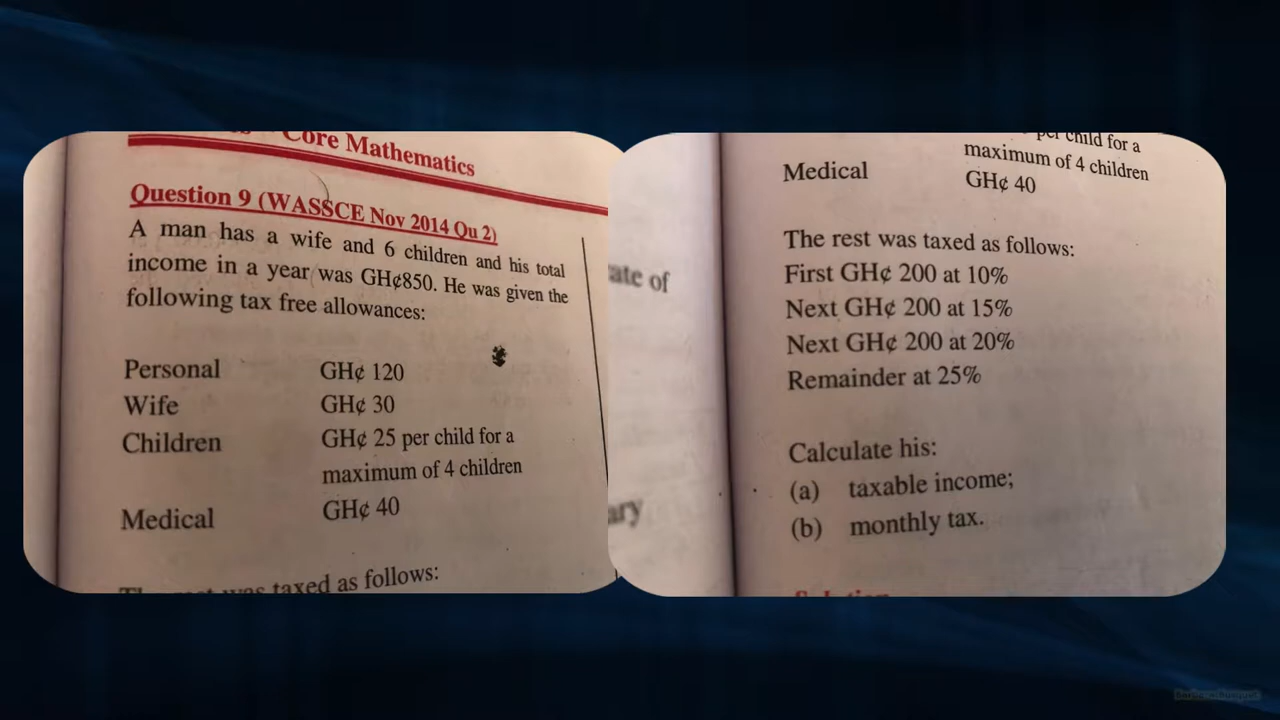 Core Mathematics
Question 9 (WASSCE Nov 2014 Qu 2)
A man has a wife and 6 children and his total
income in a year was GH¢850. He was given the
following tax free allowances:
Personal GH¢ 120
Wife GH¢ 30
Children GH¢ 25 per child for a
maximum of 4 children
Medical GH¢ 40
The rest was taxed as follows:
per child for a
maximum of 4 children
Medical GH¢ 40
The rest was taxed as follows:
First GH¢ 200 at 10%
Next GH¢ 200 at 15%
Next GH¢ 200 at 20%
Remainder at 25%
Calculate his:
(a) taxable income;
(b) monthly tax.
Solution
ate of
ary